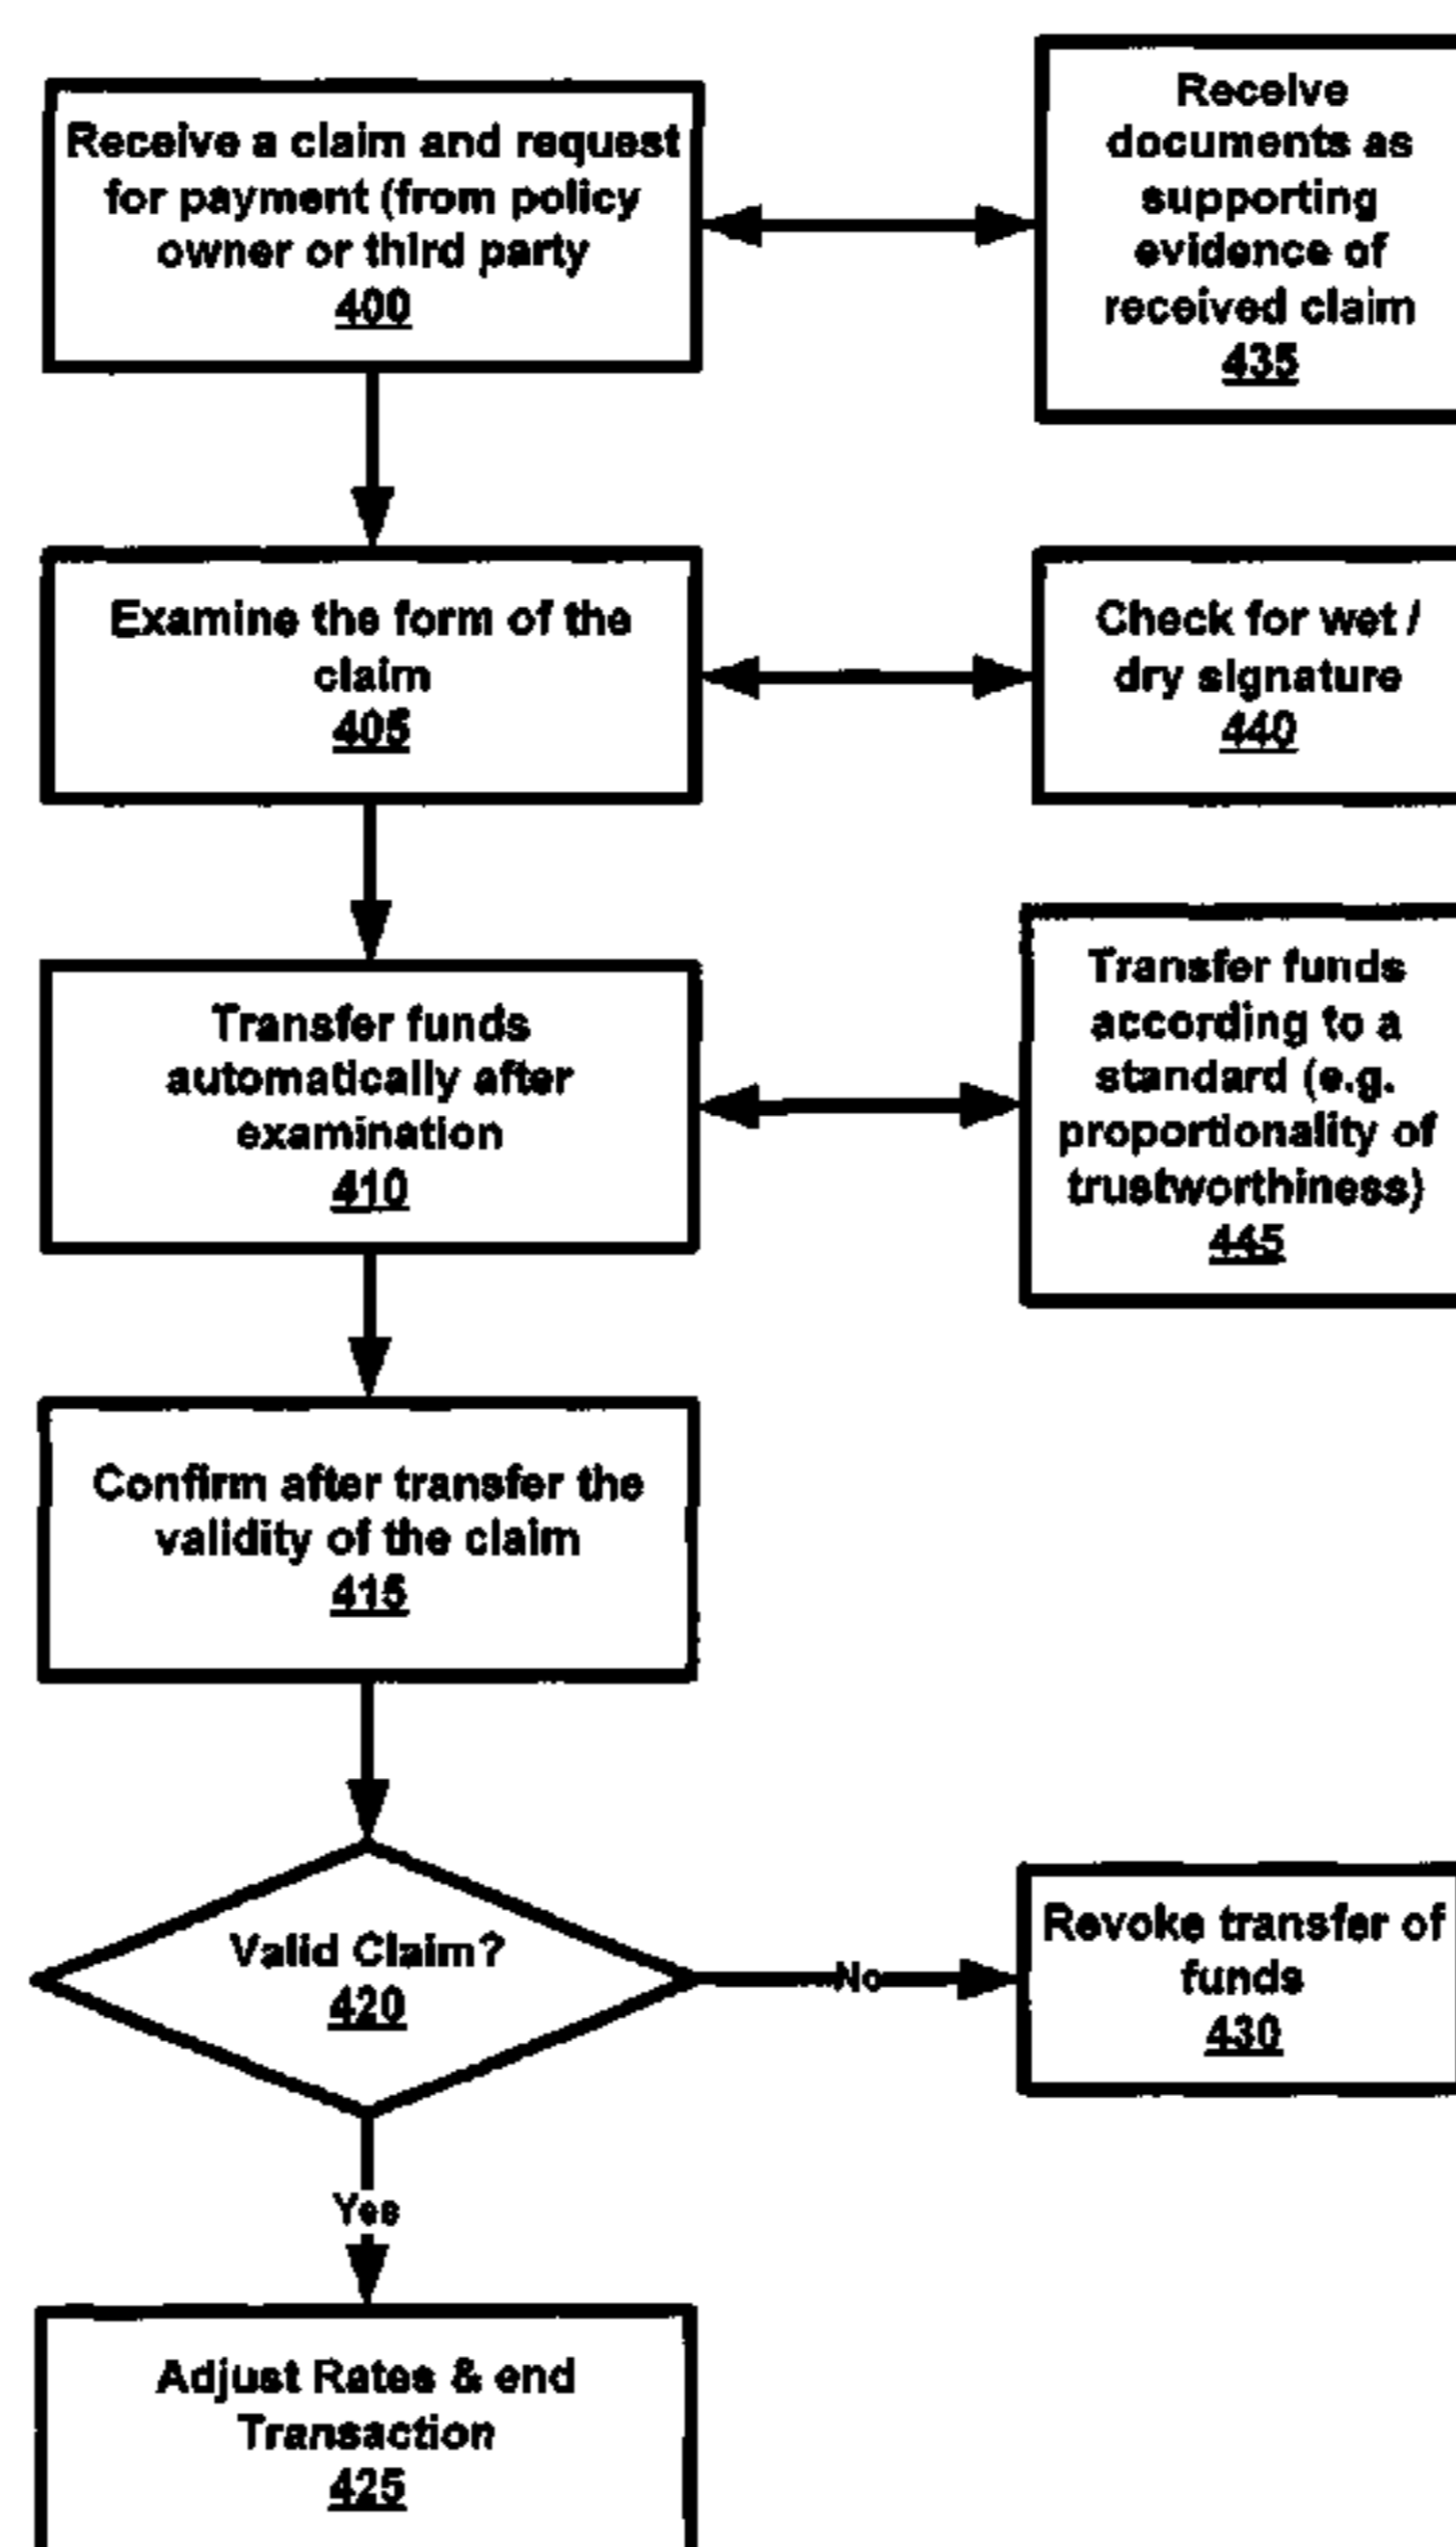 Receive a claim and request
for payment (from policy
owner or third party
400
Receive
documents as
supporting
evidence of
received claim
435
Examine the form of the
claim
405
Check for wet /
dry signature
440
Transfer funds
automatically after
examination
410
Transfer funds
according to a
standard (e.g.
proportionality of
trustworthiness)
445
Confirm after transfer the
validity of the claim
415
Valid Claim?
420
No
Revoke transfer of
funds
430
Yes
Adjust Rates & end
Transaction
425